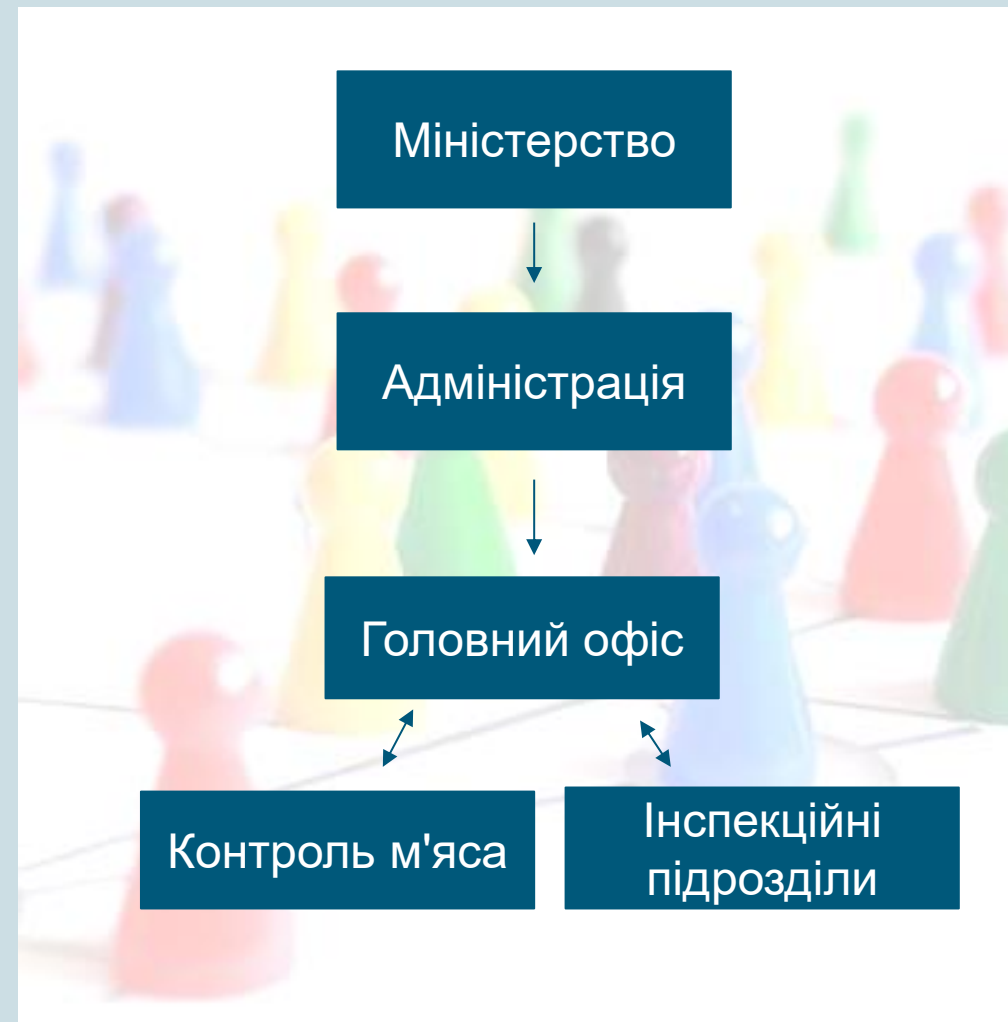 Міністерство
Адміністрація
Головний офіс
Контроль м'яса
Інспекційні
підрозділи